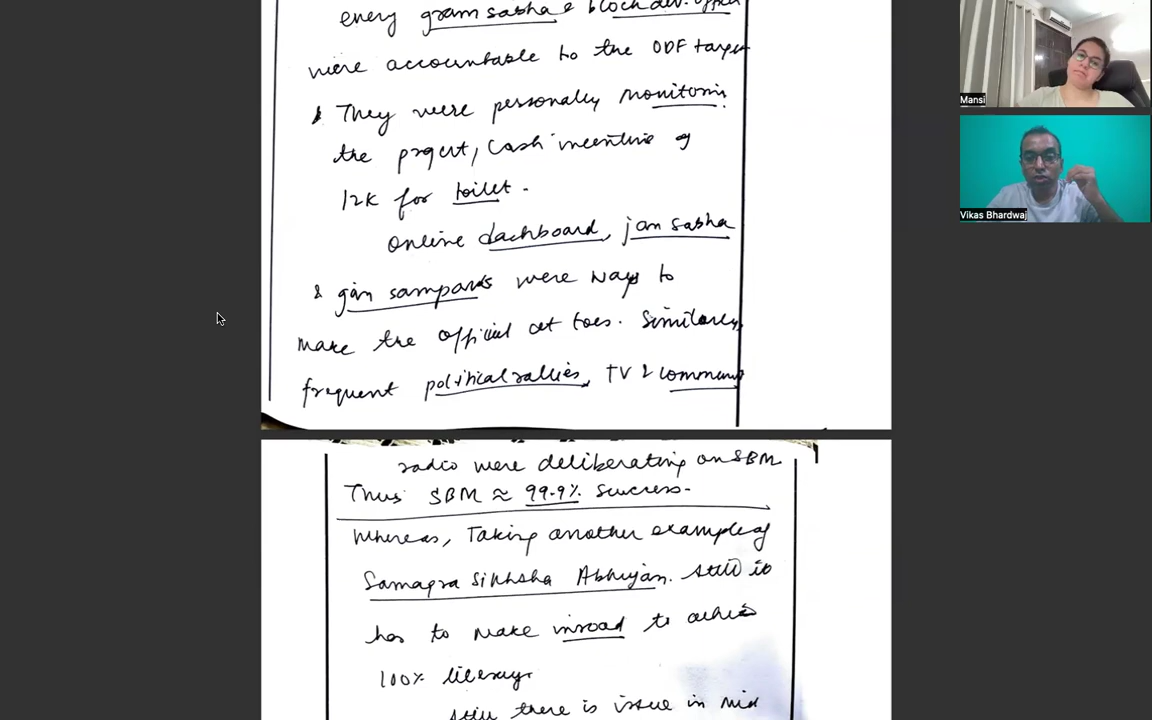 every gram sabha & block dev. office
were accountable to the ODF target
& They were personally monitoring
the project, cash incentive of
12K for toilet.
online dashboard, jan sabha
& jan sampark's were ways to
make the official at toes. Similarly,
frequent political rallies, TV & community
radio were deliberating on SBM
Thus SBM ≈ 99.9% success.
Whereas, Taking another example of
Samagra Sikhsha Abhiyan. Still it
has to make inroad to achieve
100% literacy.
still there is issue in mid
Mansi
Vikas Bhardwaj